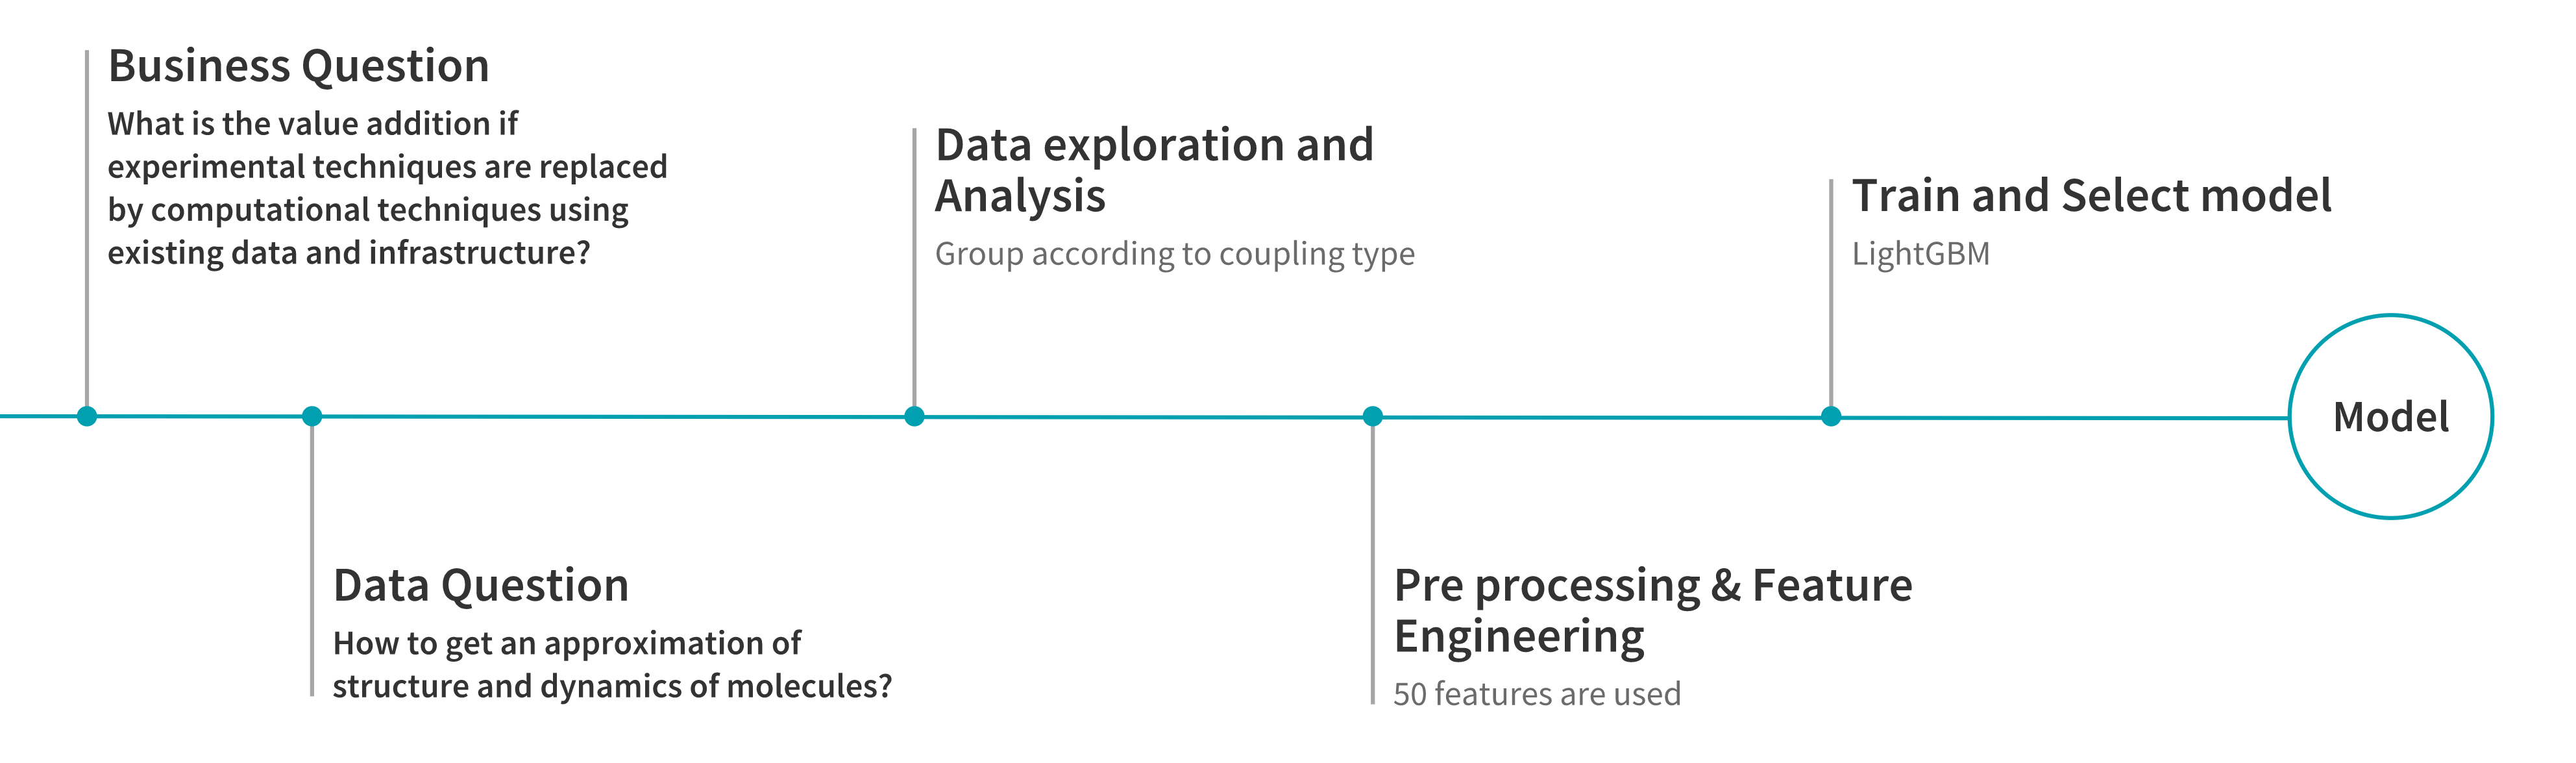 Business Question
What is the value addition if
experimental techniques are replaced
by computational techniques using
existing data and infrastructure?
Data Question
How to get an approximation of
structure and dynamics of molecules?
Data exploration and
Analysis
Group according to coupling type
Pre processing & Feature
Engineering
50 features are used
Train and Select model
LightGBM
Model